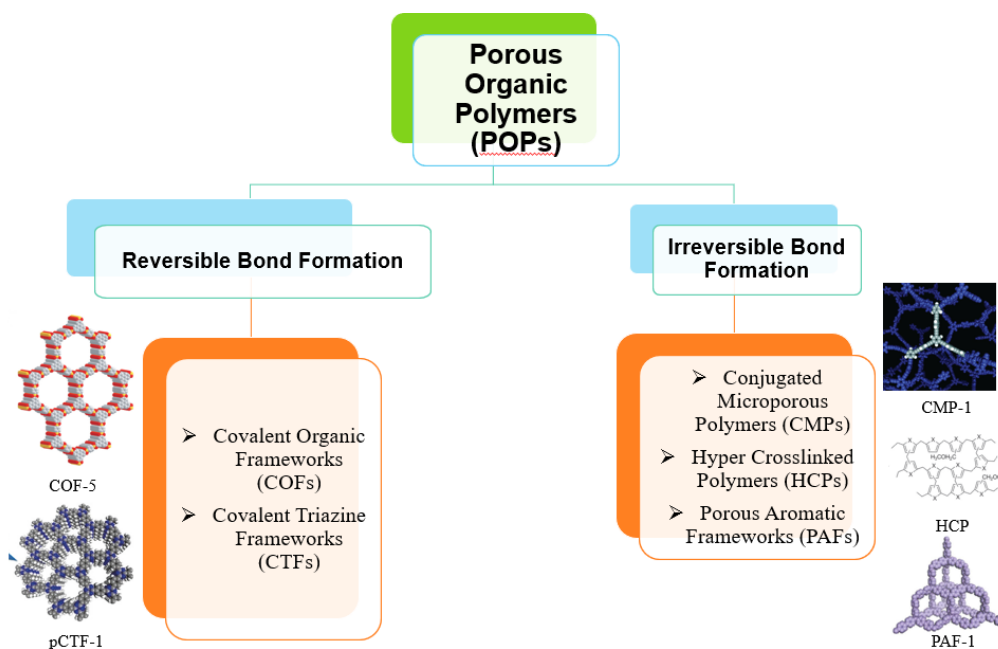 Porous
Organic
Polymers
(POPs)
Reversible Bond Formation
Irreversible Bond
Formation
➢ Covalent Organic
Frameworks
(COFs)
➢ Covalent Triazine
Frameworks
(CTFs)
➢ Conjugated
Microporous
Polymers (CMPs)
➢ Hyper Crosslinked
Polymers (HCPs)
➢ Porous Aromatic
Frameworks (PAFs)
COF-5
pCTF-1
CMP-1
S S S S
H₃COH₂C
HCP
PAF-1